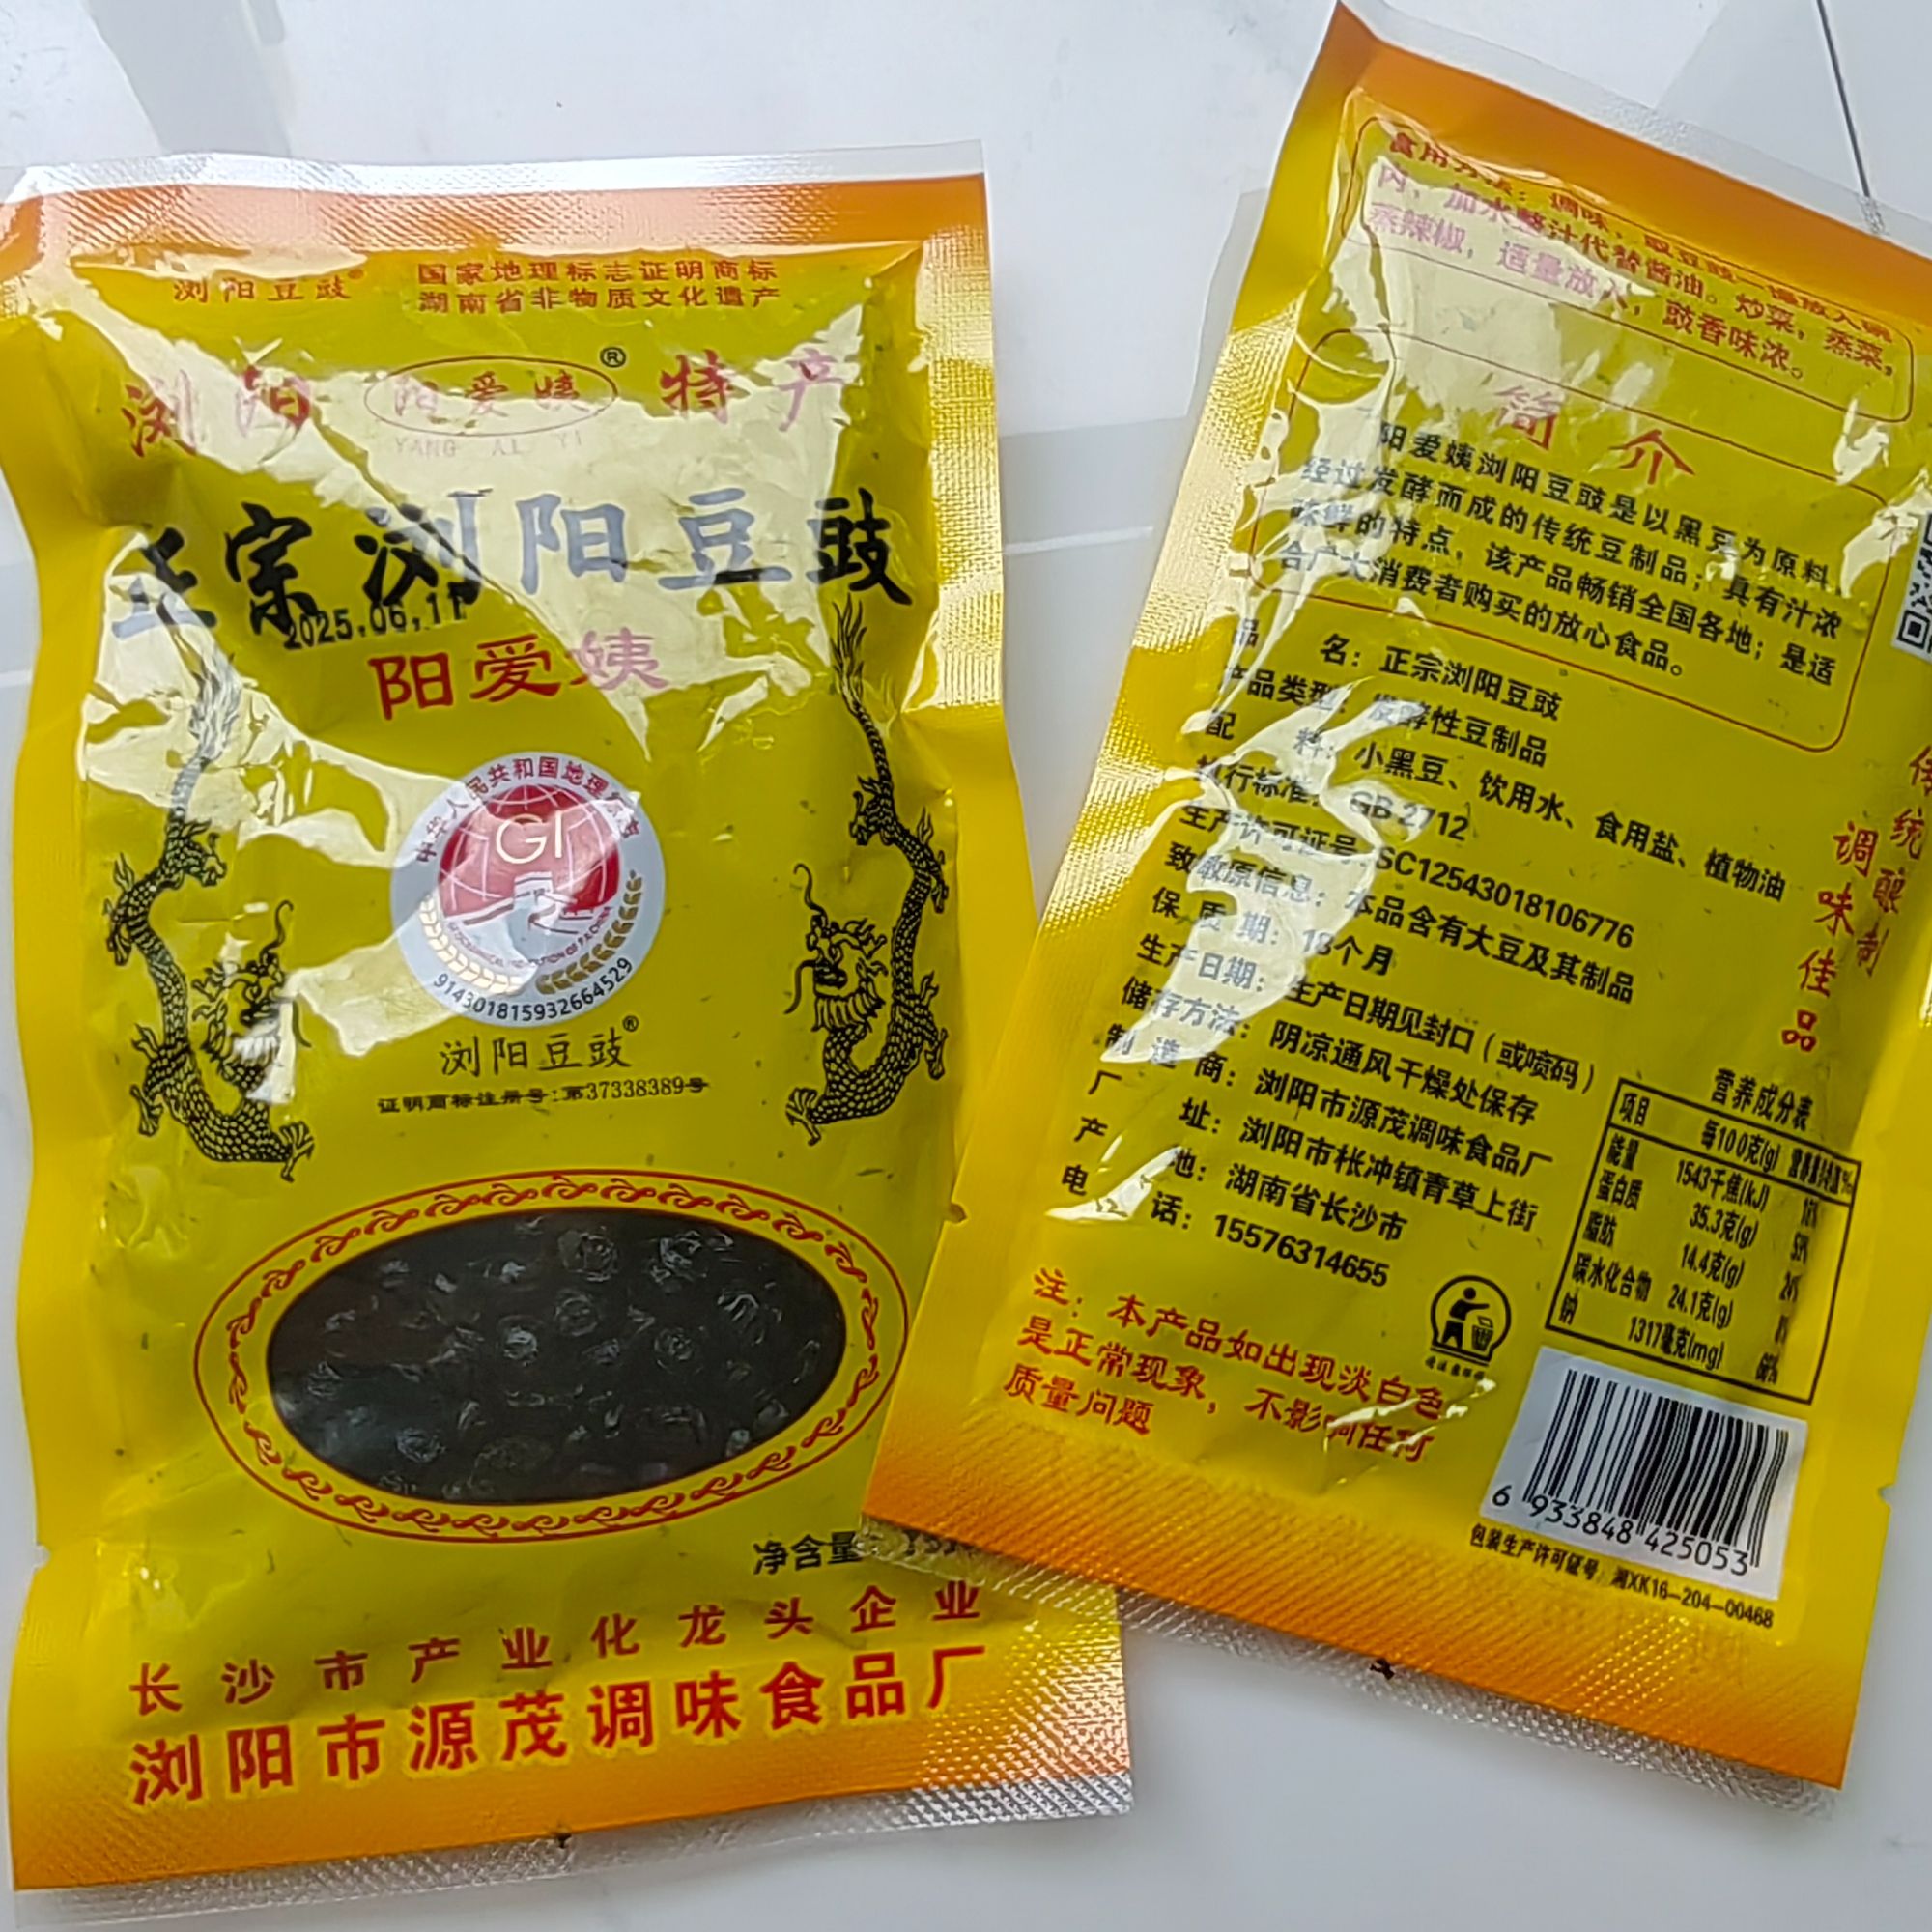 浏阳豆豉®
国家地理标志证明商标
湖南省非物质文化遗产
浏阳 阳爱姨® 特产
YANG AI YI
正宗浏阳豆豉
2025.06.11
阳爱姨
中华人民共和国地理标志
GI
914301815932664529
浏阳豆豉®
证明商标注册号:第37338389号
净含量
长沙市产业化龙头企业
浏阳市源茂调味食品厂
食用方法：调味，取豆豉一撮放入碗
内，加水蒸汁代替酱油。炒菜，蒸菜，
蒸辣椒，适量放入，豉香味浓。
简介
阳爱姨浏阳豆豉是以黑豆为原料，
经过发酵而成的传统豆制品；具有汁浓
味鲜的特点，该产品畅销全国各地；是适
合广大消费者购买的放心食品。
品名：正宗浏阳豆豉
产品类型：发酵性豆制品
配料：小黑豆、饮用水、食用盐、植物油
执行标准：GB 2712
生产许可证号：SC12543018106776
致敏原信息：本品含有大豆及其制品
保质期：18个月
生产日期：生产日期见封口（或喷码）
储存方法：阴凉通风干燥处保存
制造商：浏阳市源茂调味食品厂
厂址：浏阳市枨冲镇青草上街
产地：湖南省长沙市
电话：15576314655
注：本产品如出现淡白色
是正常现象，不影响任何
质量问题
传统酿制
调味佳品
营养成分表
项目 每100克(g) 营养素参考值%
能量 1543千焦(kJ) 18%
蛋白质 35.3克(g) 59%
脂肪 14.4克(g) 24%
碳水化合物 24.1克(g) 8%
钠 1317毫克(mg) 66%
6 933848 425053
包装生产许可证号 湘XK16-204-00468